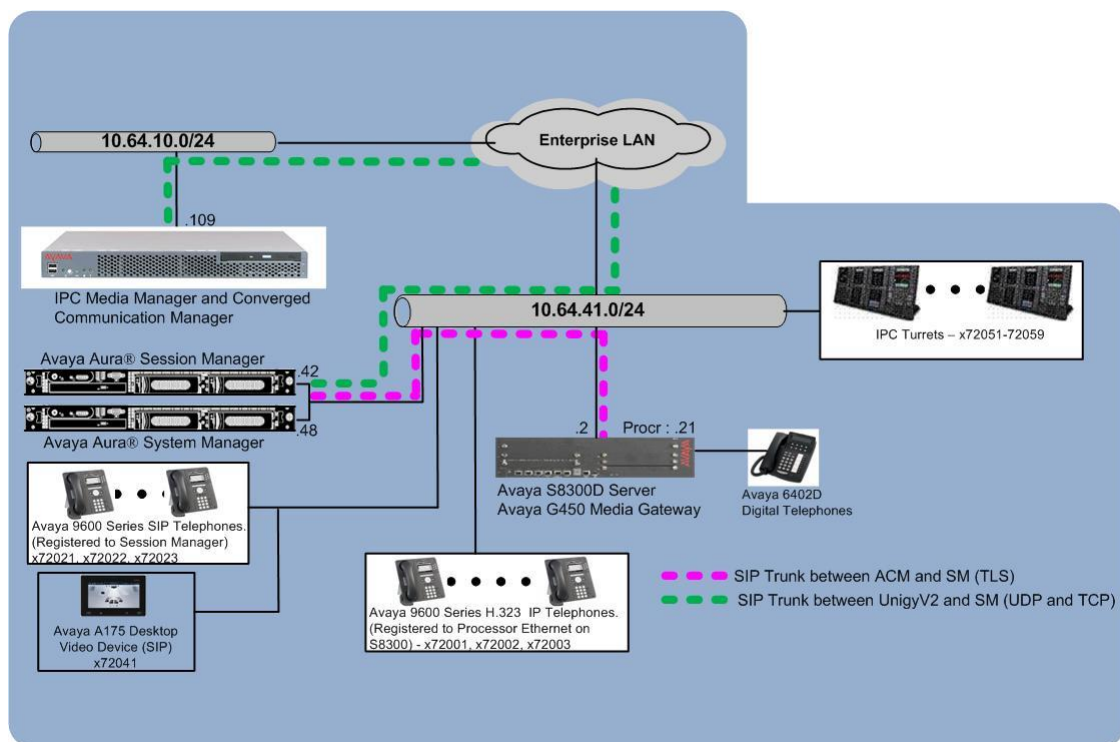 10.64.10.0/24
Enterprise LAN
.109
AVAYA
IPC Media Manager and Converged
Communication Manager
10.64.41.0/24
IPC Turrets – x72051-72059
Avaya Aura® Session Manager
.42
.48
Avaya Aura® System Manager
.2
Procr : .21
Avaya S8300D Server
Avaya G450 Media Gateway
Avaya 6402D
Digital Telephones
Avaya 9600 Series SIP Telephones.
(Registered to Session Manager)
x72021, x72022, x72023
Avaya A175 Desktop
Video Device (SIP)
x72041
Avaya 9600 Series H.323 IP Telephones.
(Registered to Processor Ethernet on
S8300) - x72001, x72002, x72003
SIP Trunk between ACM and SM (TLS)
SIP Trunk between UnigyV2 and SM (UDP and TCP)